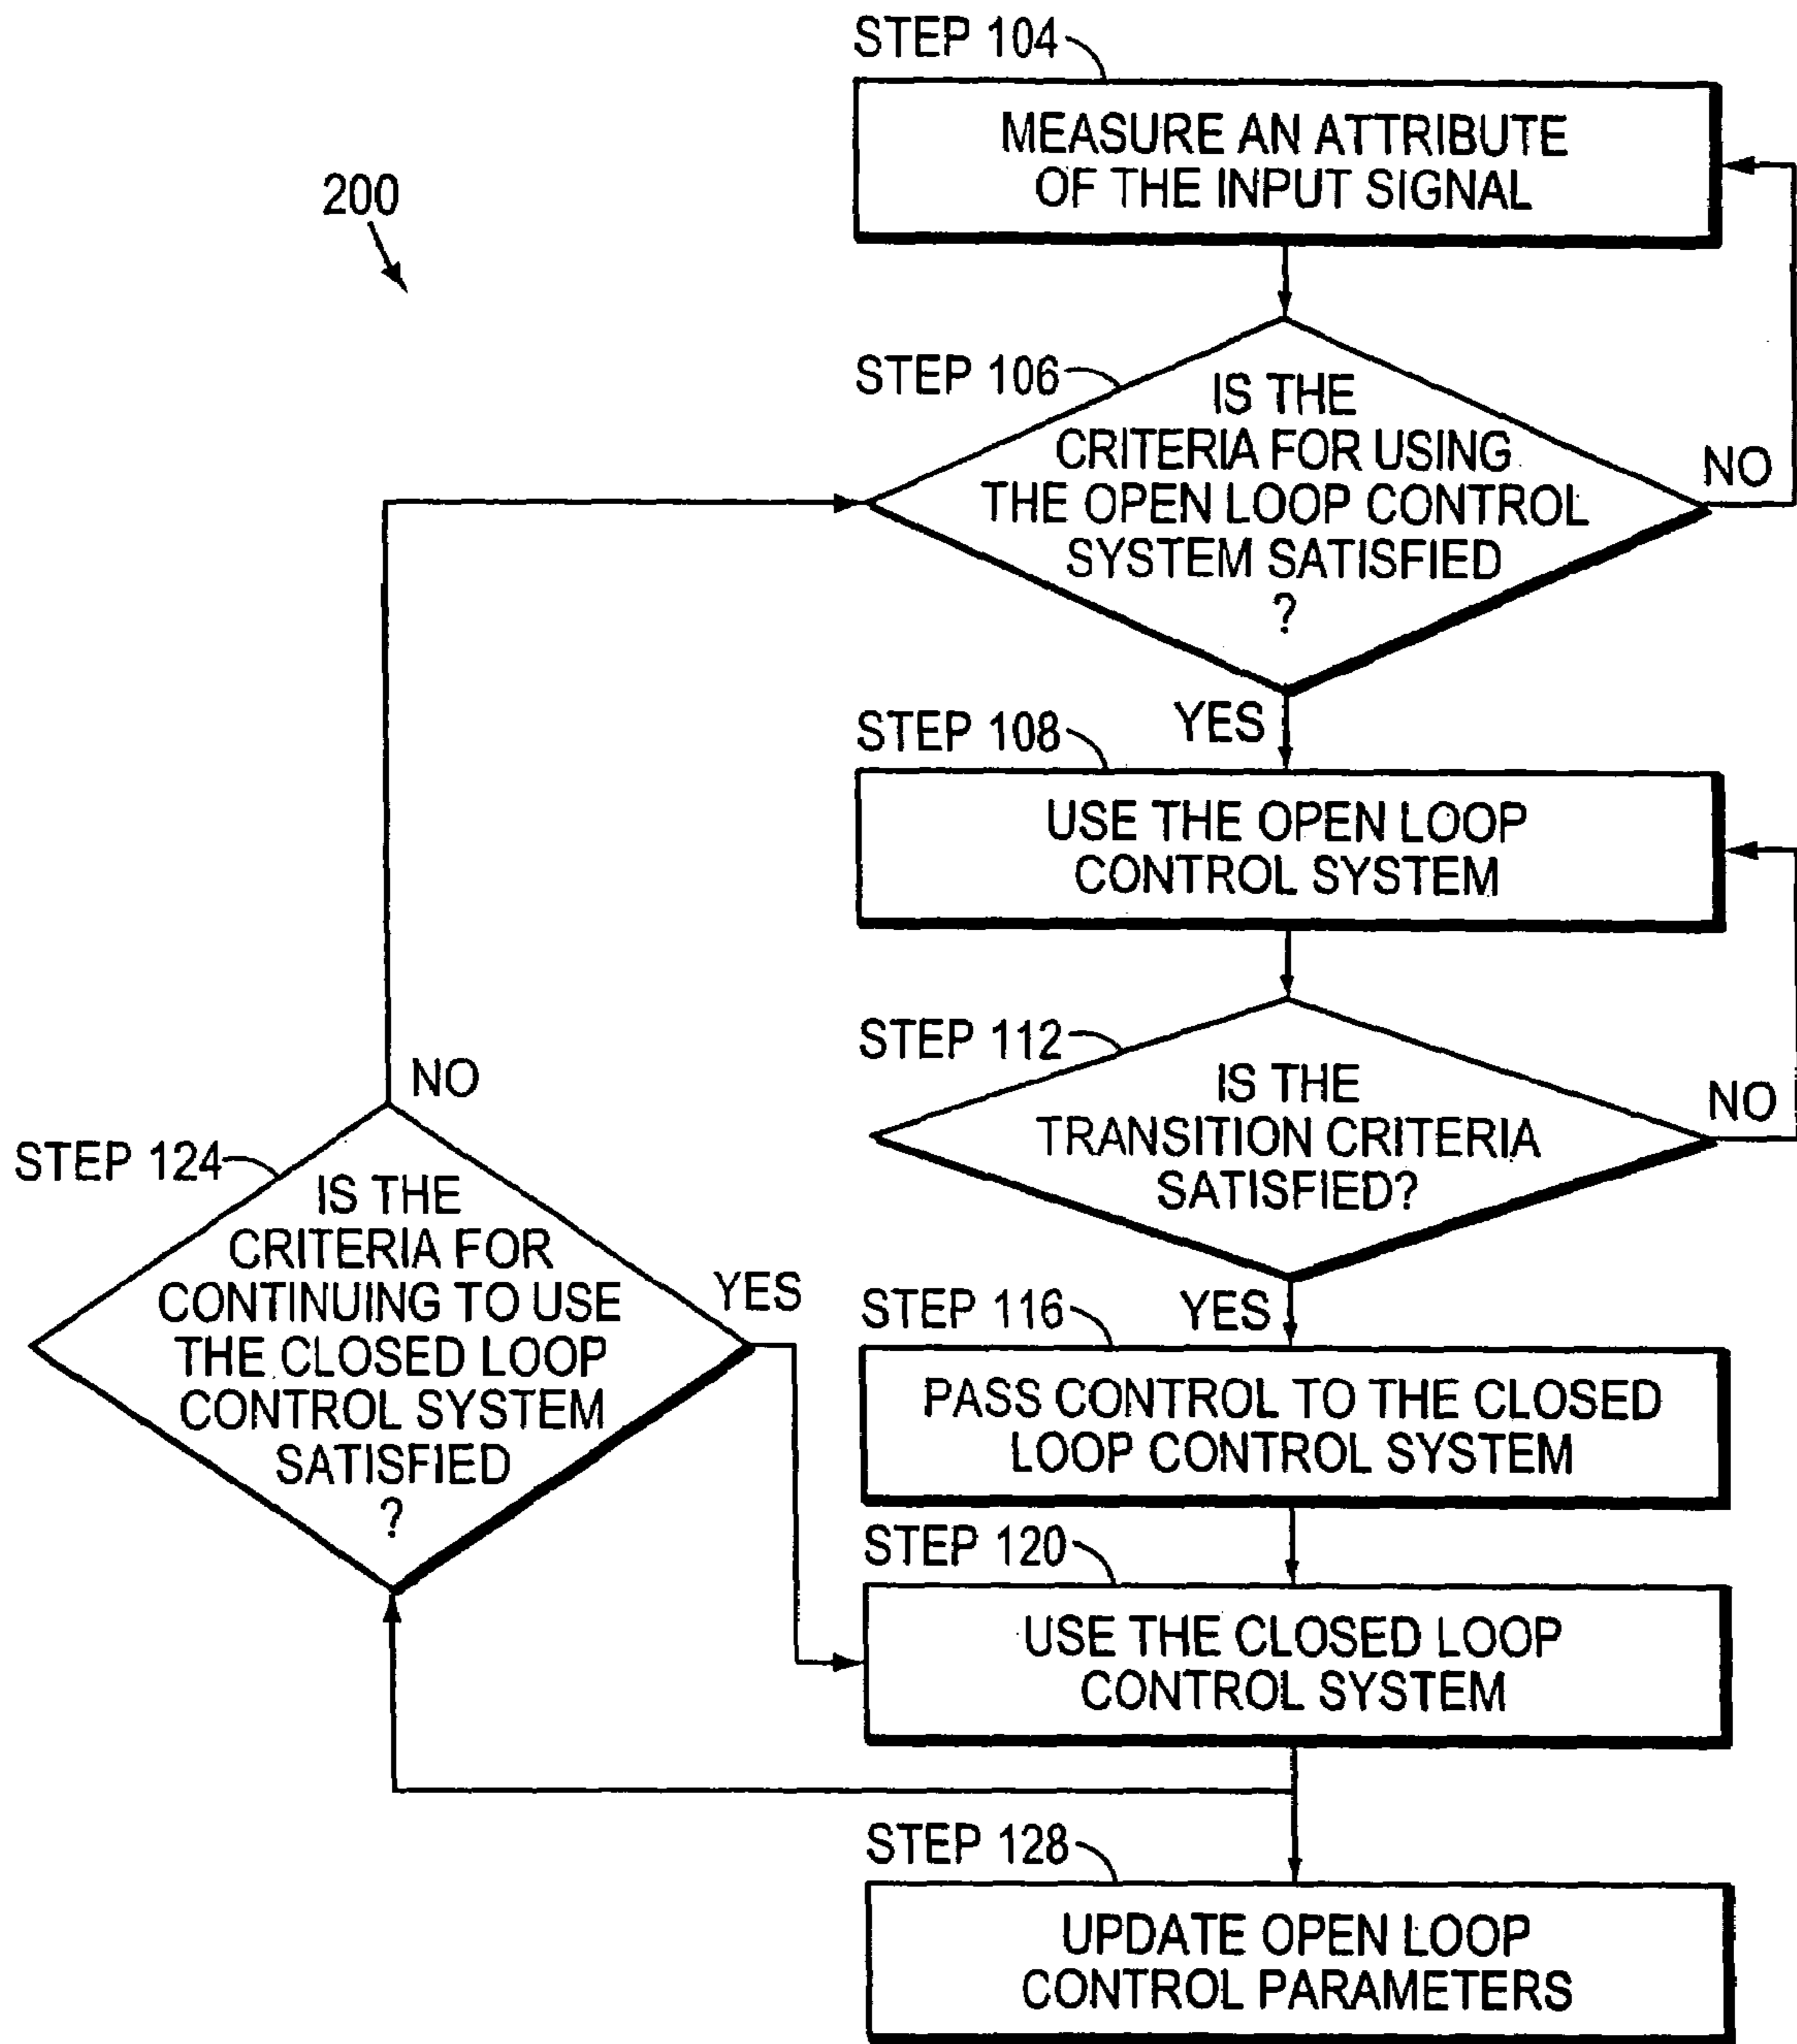 STEP 104
MEASURE AN ATTRIBUTE
OF THE INPUT SIGNAL
200
STEP 106
IS THE
CRITERIA FOR USING
THE OPEN LOOP CONTROL
SYSTEM SATISFIED
?
NO
YES
STEP 108
USE THE OPEN LOOP
CONTROL SYSTEM
STEP 112
IS THE
TRANSITION CRITERIA
SATISFIED?
NO
YES
STEP 116
PASS CONTROL TO THE CLOSED
LOOP CONTROL SYSTEM
STEP 120
USE THE CLOSED LOOP
CONTROL SYSTEM
NO
STEP 124
IS THE
CRITERIA FOR
CONTINUING TO USE
THE CLOSED LOOP
CONTROL SYSTEM
SATISFIED
?
YES
STEP 128
UPDATE OPEN LOOP
CONTROL PARAMETERS